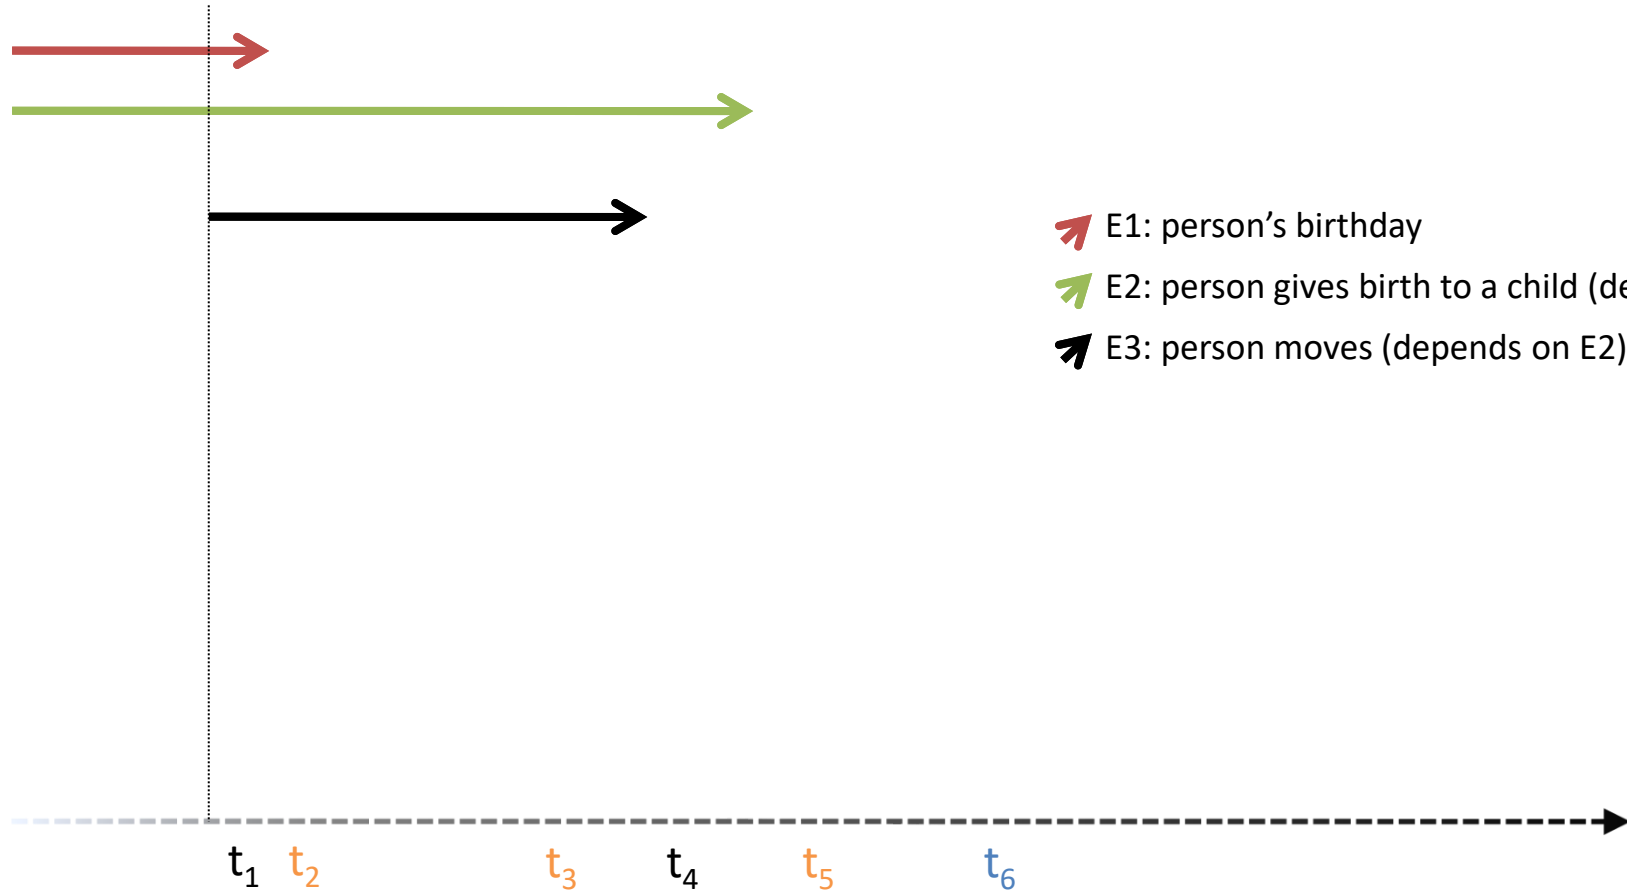 E1: person’s birthday
E2: person gives birth to a child (de
E3: person moves (depends on E2)
t1 t2 t3 t4 t5 t6